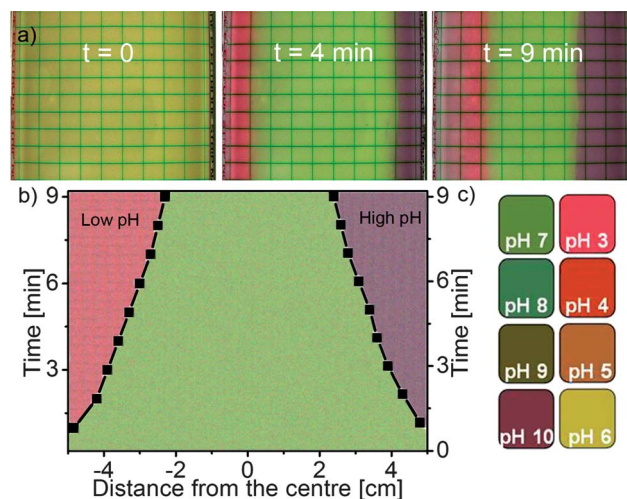 a)
t = 0
t = 4 min
t = 9 min
b)
Low pH
High pH
9
6
3
Time [min]
9
6
3
0
Time [min]
-4
-2
0
2
4
Distance from the centre [cm]
c)
pH 7
pH 3
pH 8
pH 4
pH 9
pH 5
pH 10
pH 6